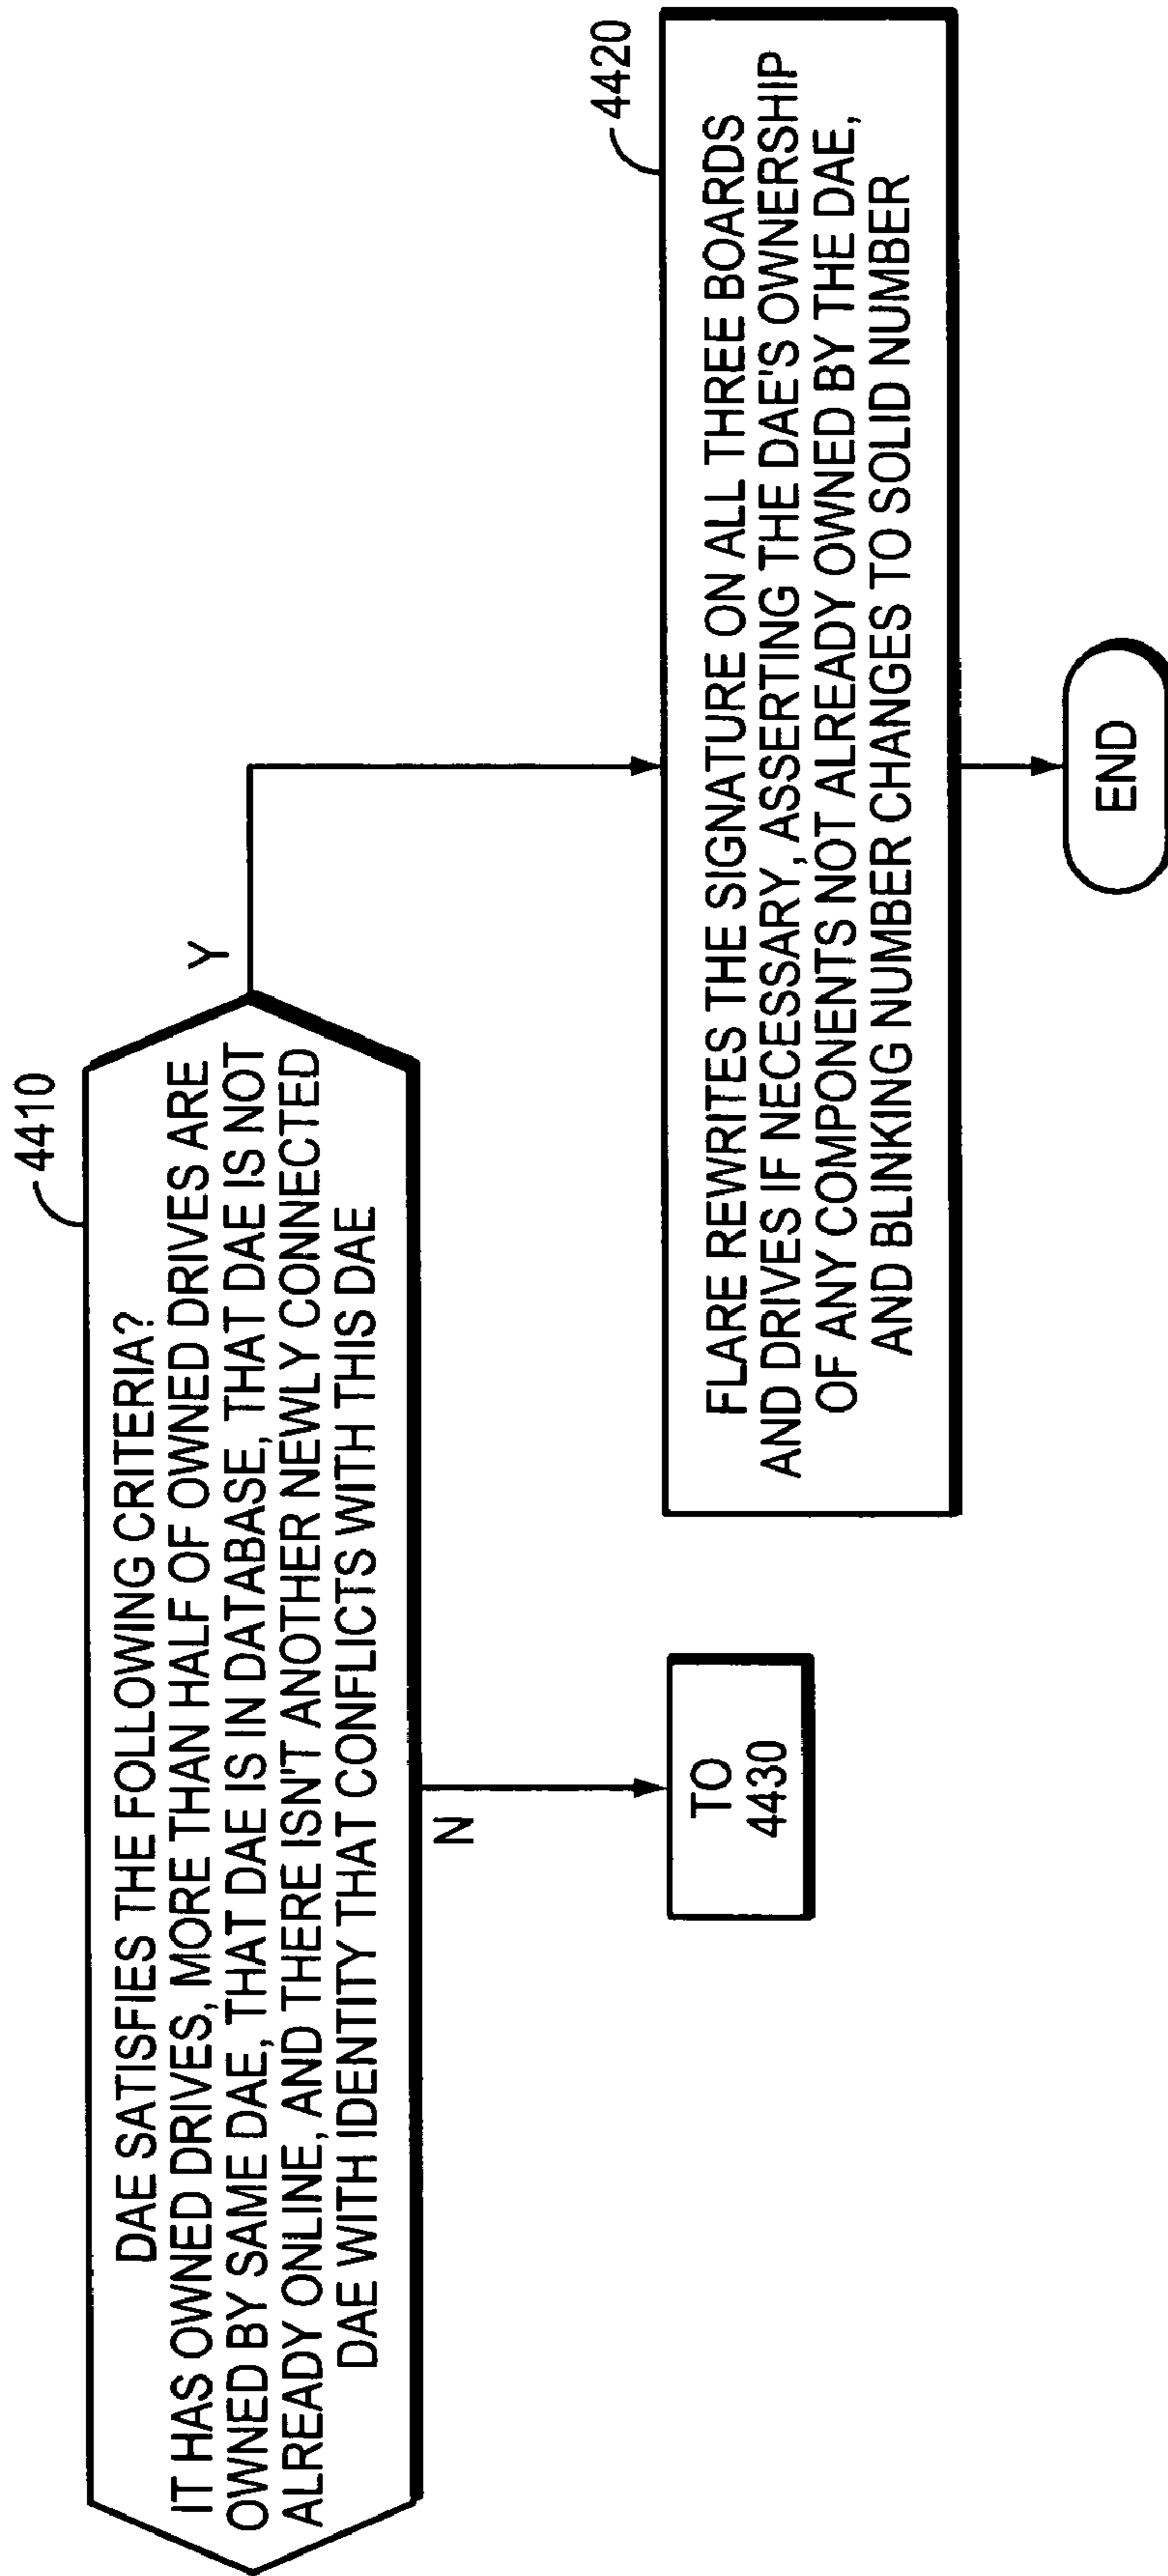 4410
DAE SATISFIES THE FOLLOWING CRITERIA?
IT HAS OWNED DRIVES, MORE THAN HALF OF OWNED DRIVES ARE
OWNED BY SAME DAE, THAT DAE IS IN DATABASE, THAT DAE IS NOT
ALREADY ONLINE, AND THERE ISN'T ANOTHER NEWLY CONNECTED
DAE WITH IDENTITY THAT CONFLICTS WITH THIS DAE
Y
N
TO
4430
4420
FLARE REWRITES THE SIGNATURE ON ALL THREE BOARDS
AND DRIVES IF NECESSARY, ASSERTING THE DAE'S OWNERSHIP
OF ANY COMPONENTS NOT ALREADY OWNED BY THE DAE,
AND BLINKING NUMBER CHANGES TO SOLID NUMBER
END